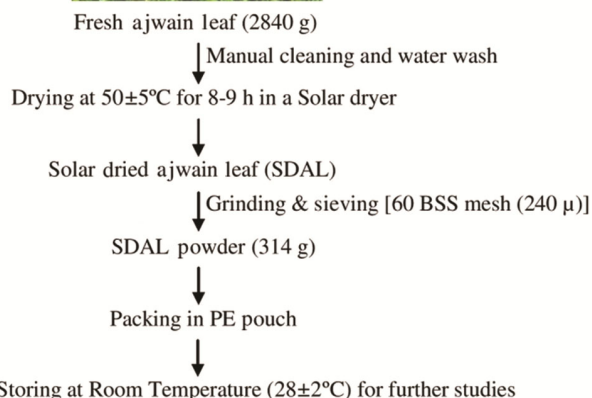 Fresh ajwain leaf (2840 g)
Manual cleaning and water wash
Drying at 50±5ºC for 8-9 h in a Solar dryer
Solar dried ajwain leaf (SDAL)
Grinding & sieving [60 BSS mesh (240 µ)]
SDAL powder (314 g)
Packing in PE pouch
Storing at Room Temperature (28±2ºC) for further studies